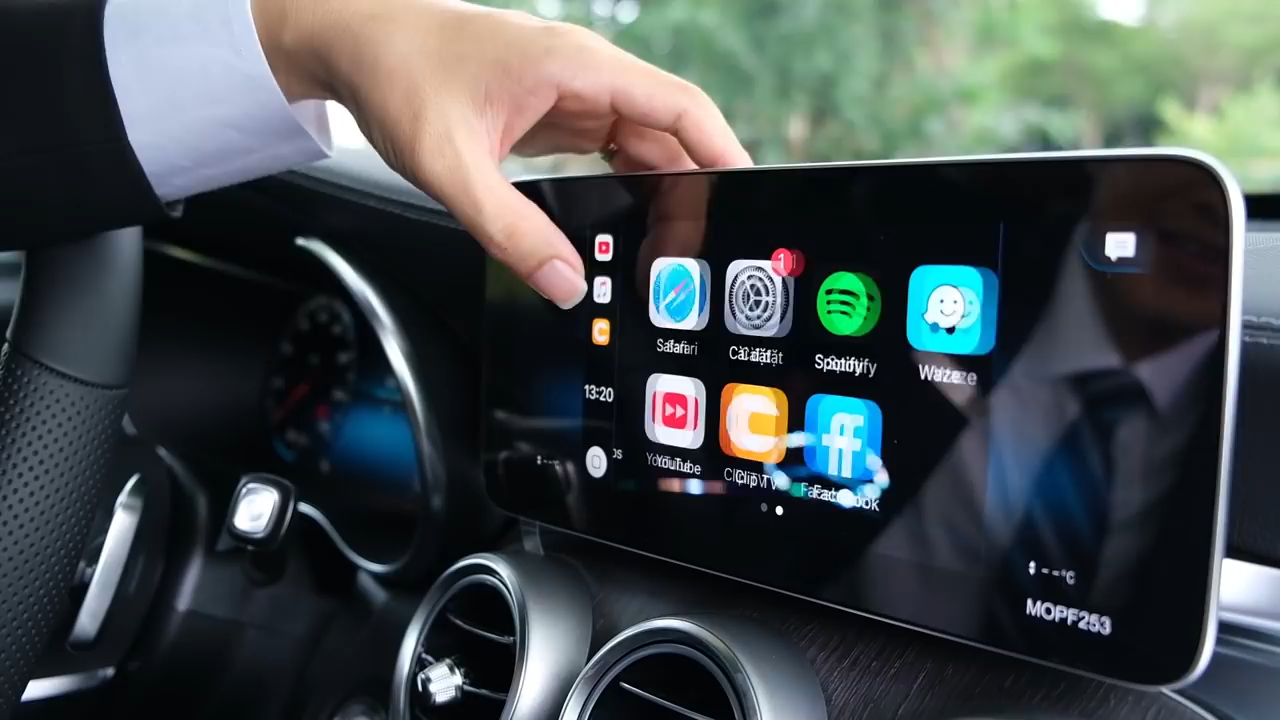 1
Safari
Cài đặt
Spotify
Waze
13:20
YouTube
Clip TV
Facebook
--°C
MOPF253